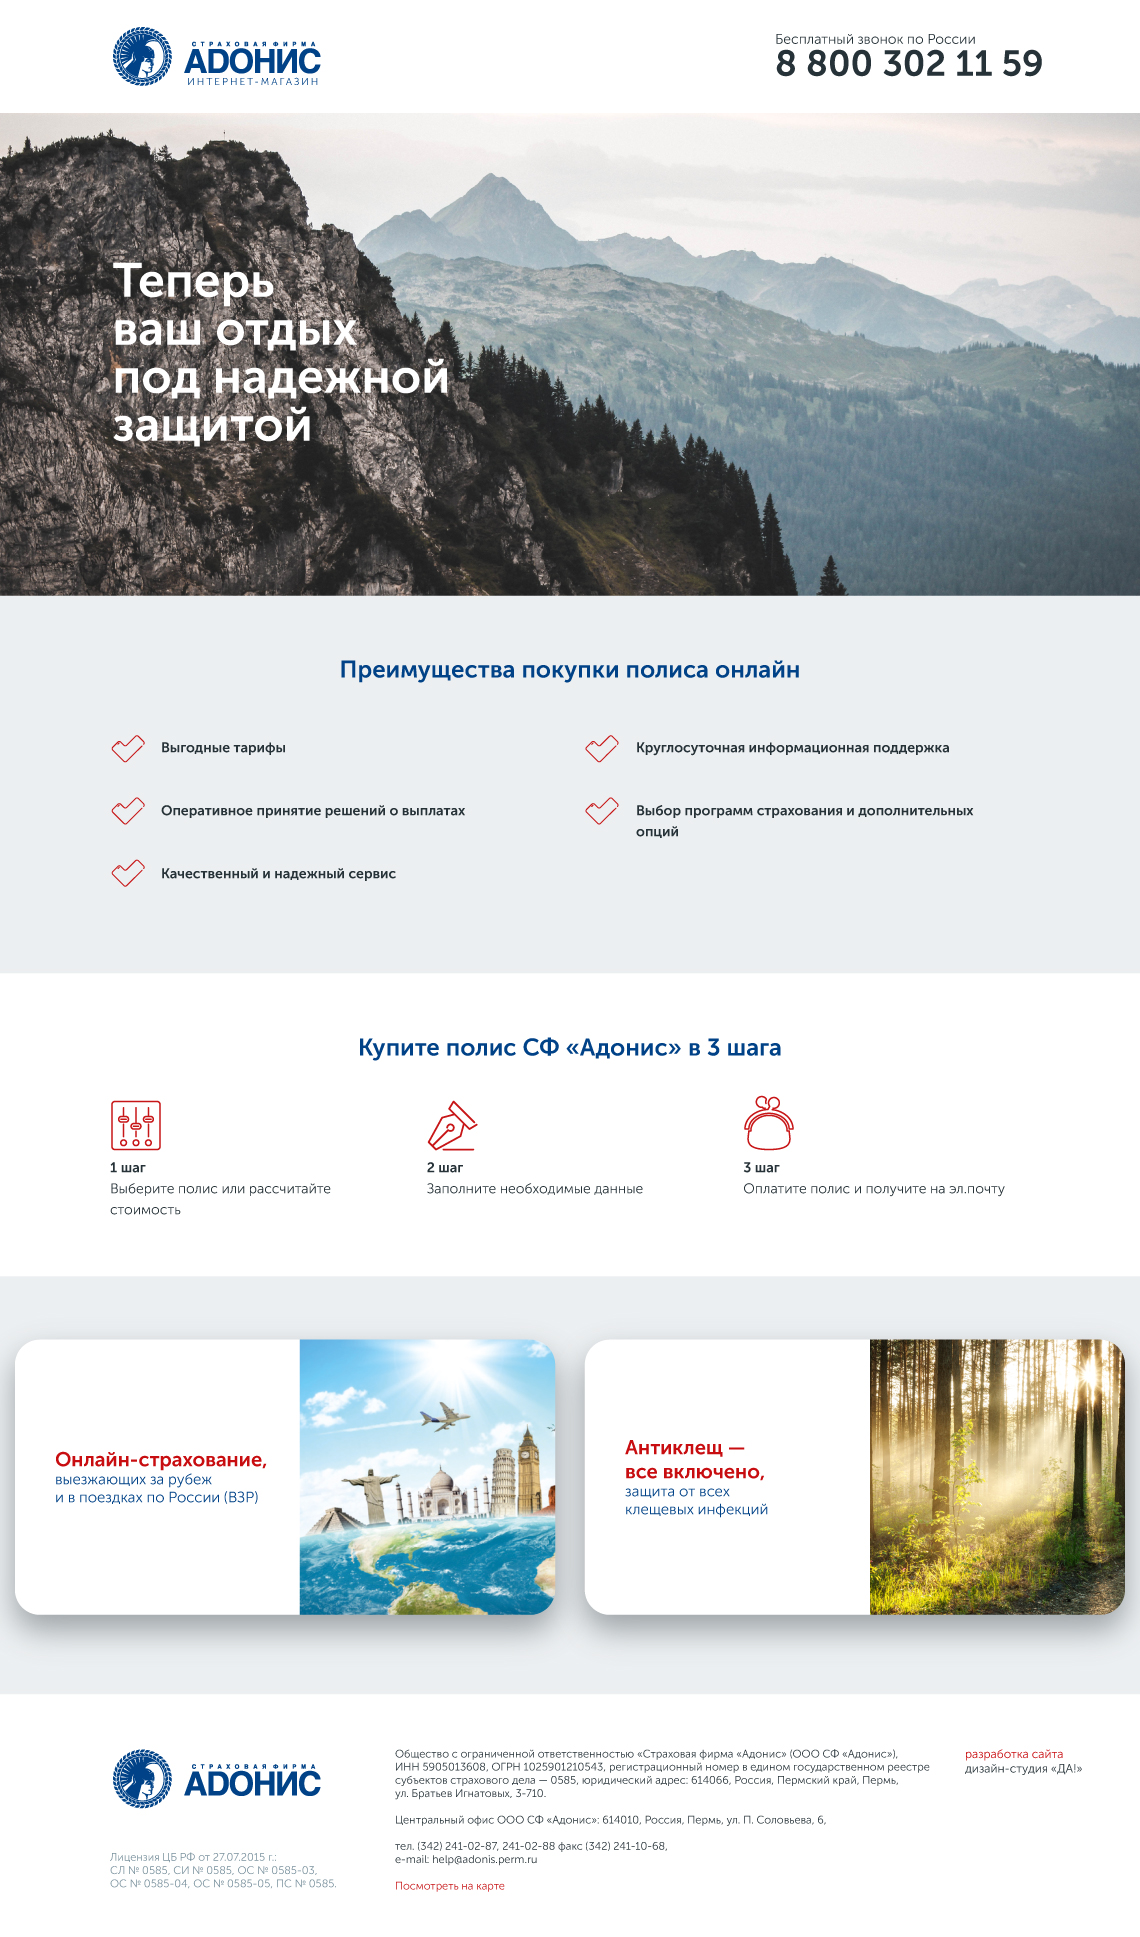 СТРАХОВАЯ ФИРМА
АДОНИС
ИНТЕРНЕТ-МАГАЗИН
Бесплатный звонок по России
8 800 302 11 59
Теперь
ваш отдых
под надежной
защитой
Преимущества покупки полиса онлайн
Выгодные тарифы
Круглосуточная информационная поддержка
Оперативное принятие решений о выплатах
Выбор программ страхования и дополнительных
опций
Качественный и надежный сервис
Купите полис СФ «Адонис» в 3 шага
1 шаг
Выберите полис или рассчитайте
стоимость
2 шаг
Заполните необходимые данные
3 шаг
Оплатите полис и получите на эл.почту
Онлайн-страхование,
выезжающих за рубеж
и в поездках по России (ВЗР)
Антиклещ —
все включено,
защита от всех
клещевых инфекций
СТРАХОВАЯ ФИРМА
АДОНИС
Лицензия ЦБ РФ от 27.07.2015 г.:
СЛ № 0585, СИ № 0585, ОС № 0585-03,
ОС № 0585-04, ОС № 0585-05, ПС № 0585.
Общество с ограниченной ответственностью «Страховая фирма «Адонис» (ООО СФ «Адонис»),
ИНН 5905013608, ОГРН 1025901210543, регистрационный номер в едином государственном реестре
субъектов страхового дела — 0585, юридический адрес: 614066, Россия, Пермский край, Пермь,
ул. Братьев Игнатовых, 3-710.
Центральный офис ООО СФ «Адонис»: 614010, Россия, Пермь, ул. П. Соловьева, 6,
тел. (342) 241-02-87, 241-02-88 факс (342) 241-10-68,
e-mail: help@adonis.perm.ru
Посмотреть на карте
разработка сайта
дизайн-студия «ДА!»